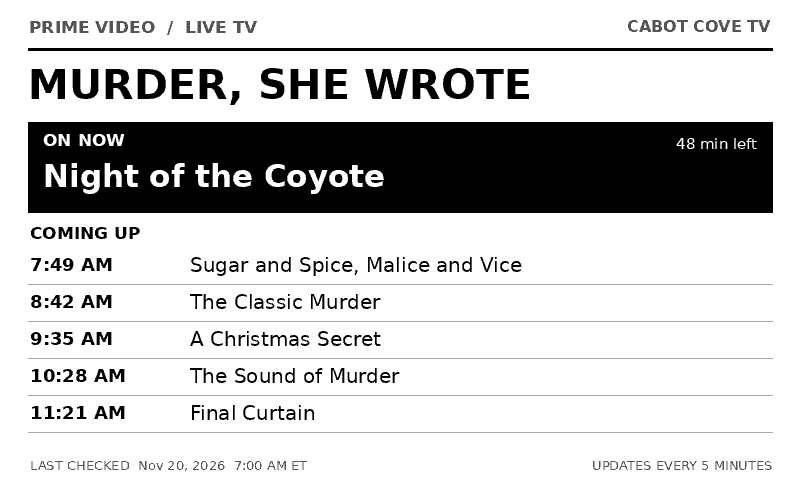 PRIME VIDEO / LIVE TV
CABOT COVE TV
MURDER, SHE WROTE
ON NOW
48 min left
Night of the Coyote
COMING UP
7:49 AM Sugar and Spice, Malice and Vice
8:42 AM The Classic Murder
9:35 AM A Christmas Secret
10:28 AM The Sound of Murder
11:21 AM Final Curtain
LAST CHECKED Nov 20, 2026 7:00 AM ET
UPDATES EVERY 5 MINUTES